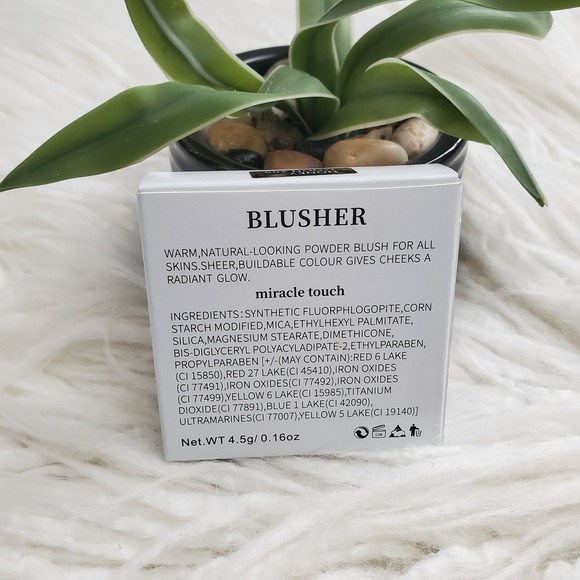 BLUSHER
WARM,NATURAL-LOOKING POWDER BLUSH FOR ALL
SKINS.SHEER,BUILDABLE COLOUR GIVES CHEEKS A
RADIANT GLOW.
miracle touch
INGREDIENTS:SYNTHETIC FLUORPHLOGOPITE,CORN
STARCH MODIFIED,MICA,ETHYLHEXYL PALMITATE,
SILICA,MAGNESIUM STEARATE,DIMETHICONE,
BIS-DIGLYCERYL POLYACYLADIPATE-2,ETHYLPARABEN,
PROPYLPARABEN [+/-(MAY CONTAIN):RED 6 LAKE
(CI 15850),RED 27 LAKE(CI 45410),IRON OXIDES
(CI 77491),IRON OXIDES(CI 77492),IRON OXIDES
(CI 77499),YELLOW 6 LAKE(CI 15985),TITANIUM
DIOXIDE(CI 77891),BLUE 1 LAKE(CI 42090),
ULTRAMARINES(CI 77007),YELLOW 5 LAKE(CI 19140)]
Net.WT 4.5g/ 0.16oz